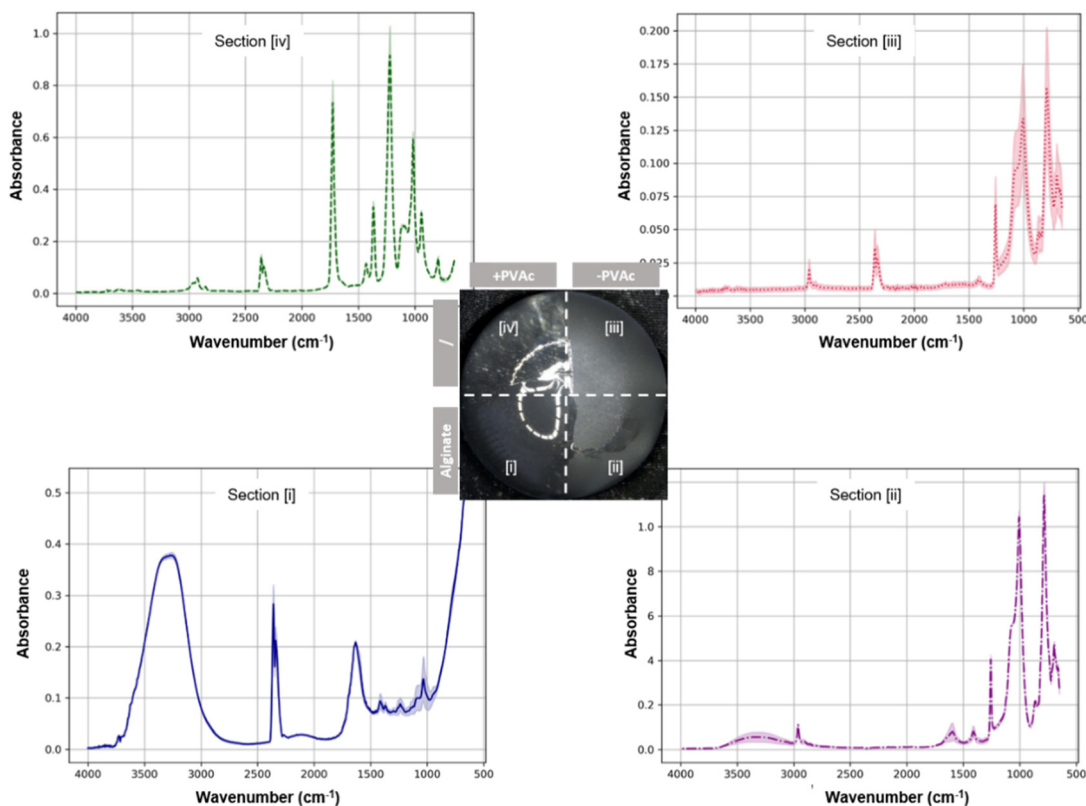 Section [iv]
1.0
0.8
0.6
0.4
0.2
0.0
Absorbance
4000 3000 2500 2000 1500 1000
Wavenumber (cm-1)
Section [iii]
0.200
0.175
0.150
0.125
0.100
0.075
0.050
0.025
Absorbance
4000 3500 3000 2500 2000 1500 1000 500
Wavenumber (cm-1)
+PVAc -PVAc
/
Alginate
[iv] [iii]
[i] [ii]
Section [i]
0.5
0.4
0.3
0.2
0.1
0.0
Absorbance
4000 3500 3000 2500 2000 1500 1000 500
Wavenumber (cm-1)
Section [ii]
1.0
8
6
4
0.0
Absorbance
4000 3500 3000 2500 2000 1500 1000 500
Wavenumber (cm-1)